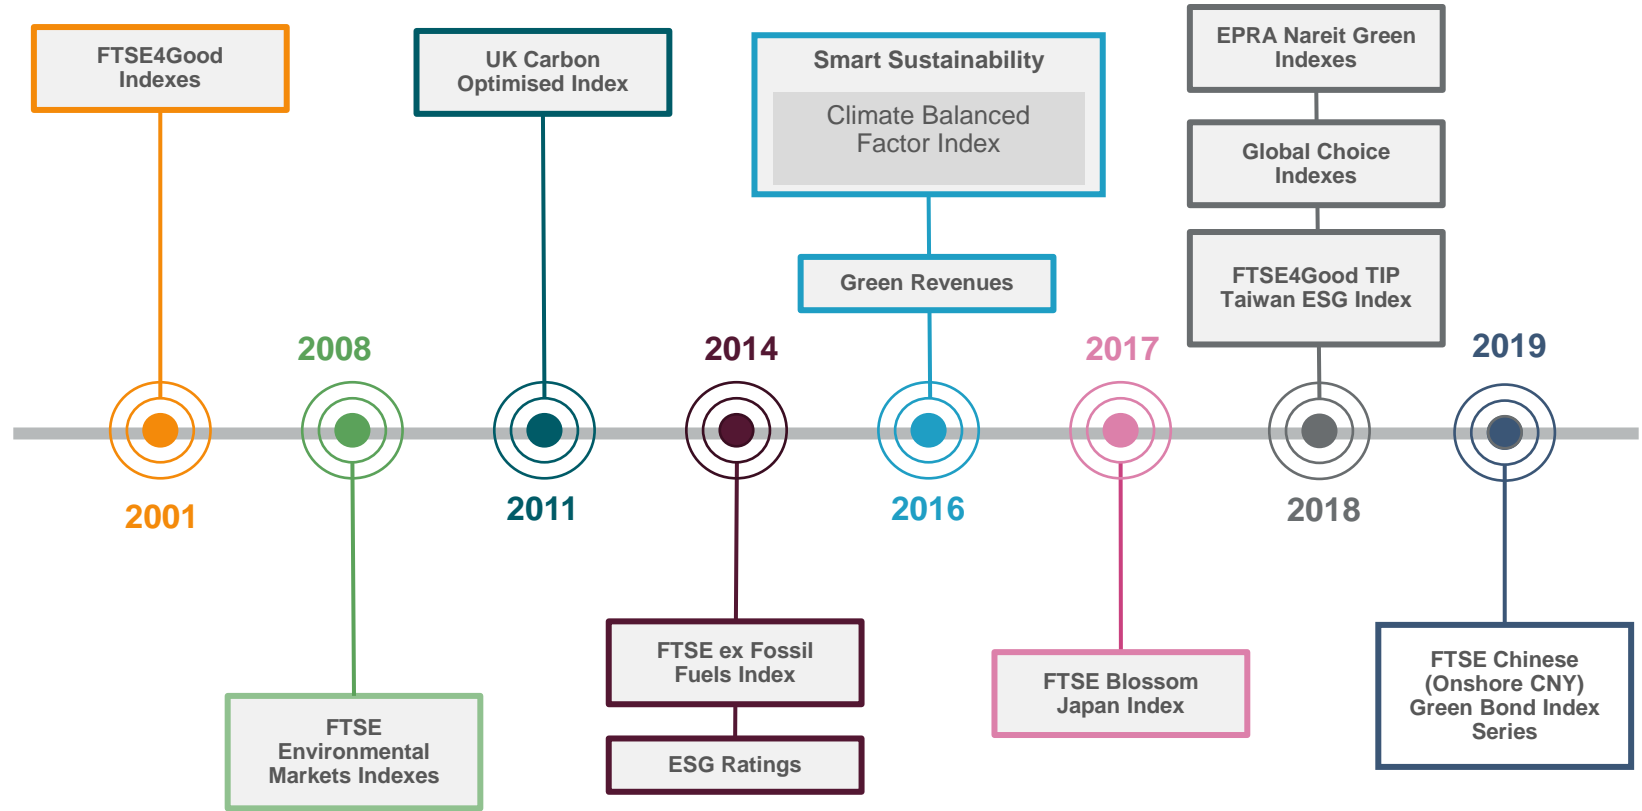 FTSE4Good
Indexes
2001
2008
FTSE
Environmental
Markets Indexes
UK Carbon
Optimised Index
2011
2014
FTSE ex Fossil
Fuels Index
ESG Ratings
Smart Sustainability
Climate Balanced
Factor Index
Green Revenues
2016
2017
FTSE Blossom
Japan Index
EPRA Nareit Green
Indexes
Global Choice
Indexes
FTSE4Good TIP
Taiwan ESG Index
2018
2019
FTSE Chinese
(Onshore CNY)
Green Bond Index
Series